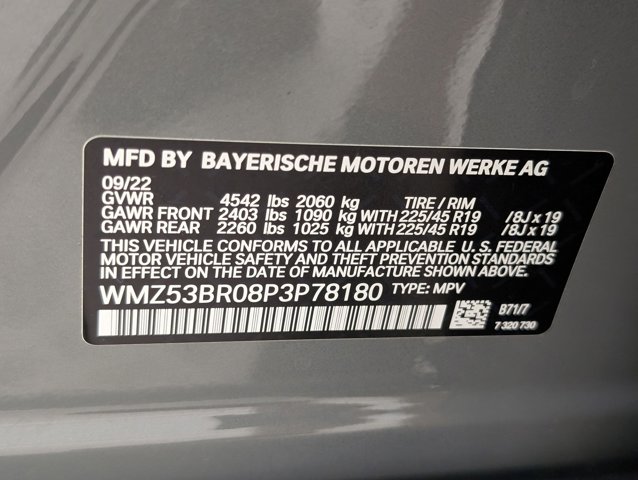 MFD BY BAYERISCHE MOTOREN WERKE AG
09/22
GVWR 4542 lbs 2060 kg TIRE / RIM
GAWR FRONT 2403 lbs 1090 kg WITH 225/45 R19 /8J x 19
GAWR REAR 2260 lbs 1025 kg WITH 225/45 R19 /8J x 19
THIS VEHICLE CONFORMS TO ALL APPLICABLE U. S. FEDERAL
MOTOR VEHICLE SAFETY AND THEFT PREVENTION STANDARDS
IN EFFECT ON THE DATE OF MANUFACTURE SHOWN ABOVE.
WMZ53BR08P3P78180 TYPE: MPV
B71/7
7 320 730